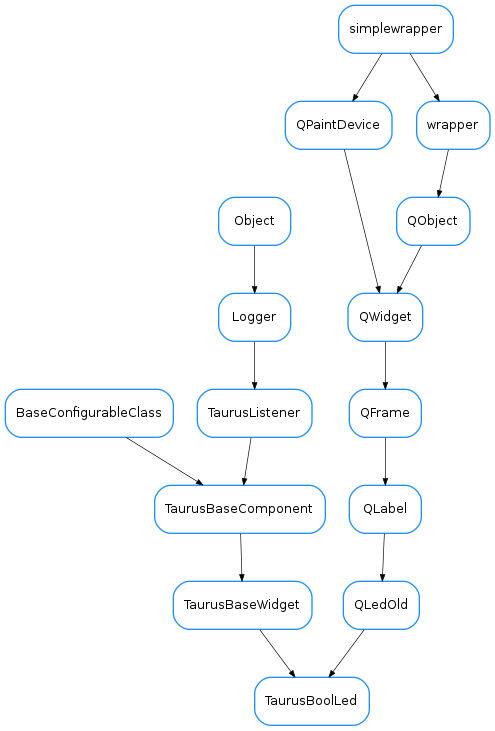 simplewrapper
QPaintDevice
wrapper
Object
QObject
Logger
QWidget
BaseConfigurableClass
TaurusListener
QFrame
TaurusBaseComponent
QLabel
TaurusBaseWidget
QLedOld
TaurusBoolLed